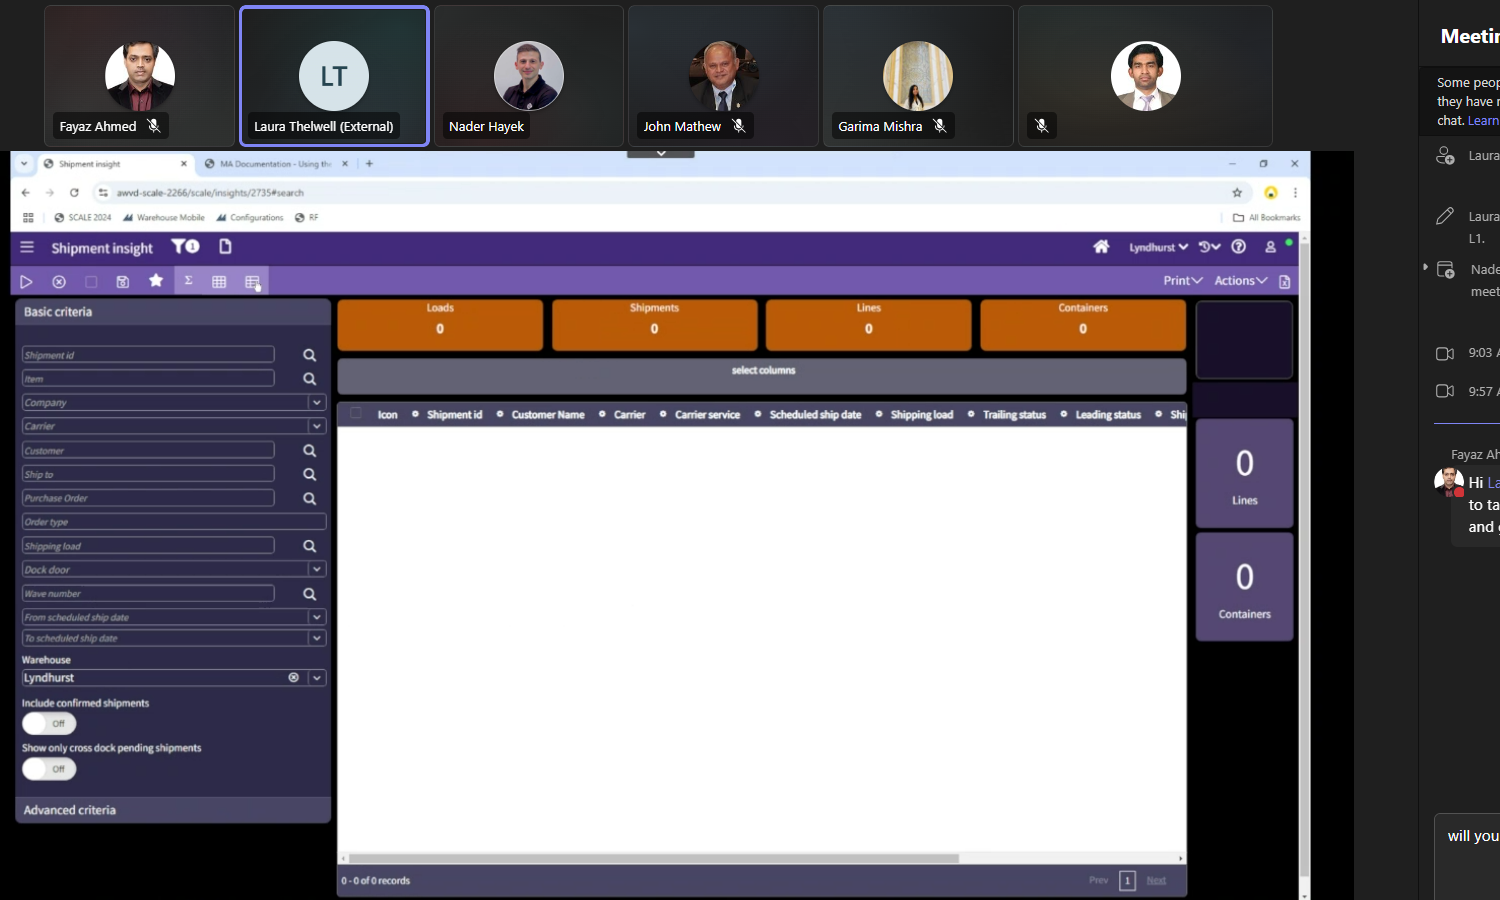 Fayaz Ahmed
LT
Laura Thelwell (External)
Nader Hayek
John Mathew
Garima Mishra
Meetin
Some peop
they have r
chat. Learn
Laura
Laura
L1.
Nade
meet
9:03 A
9:57 A
Fayaz Ah
Hi La
to ta
and g
will you
Shipment insight
MA Documentation - Using the
awvd-scale-2266/scale/insights/2735#search
SCALE 2024
Warehouse Mobile
Configurations
RF
All Bookmarks
Shipment insight
1
Lyndhurst
Σ
Print
Actions
Basic criteria
Shipment id
Item
Company
Carrier
Customer
Ship to
Purchase Order
Order type
Shipping load
Dock door
Wave number
From scheduled ship date
To scheduled ship date
Warehouse
Lyndhurst
Include confirmed shipments
Off
Show only cross dock pending shipments
Off
Advanced criteria
Loads
0
Shipments
0
Lines
0
Containers
0
select columns
Icon Shipment id Customer Name Carrier Carrier service Scheduled ship date Shipping load Trailing status Leading status Ship
0 - 0 of 0 records
Prev 1 Next
0
Lines
0
Containers